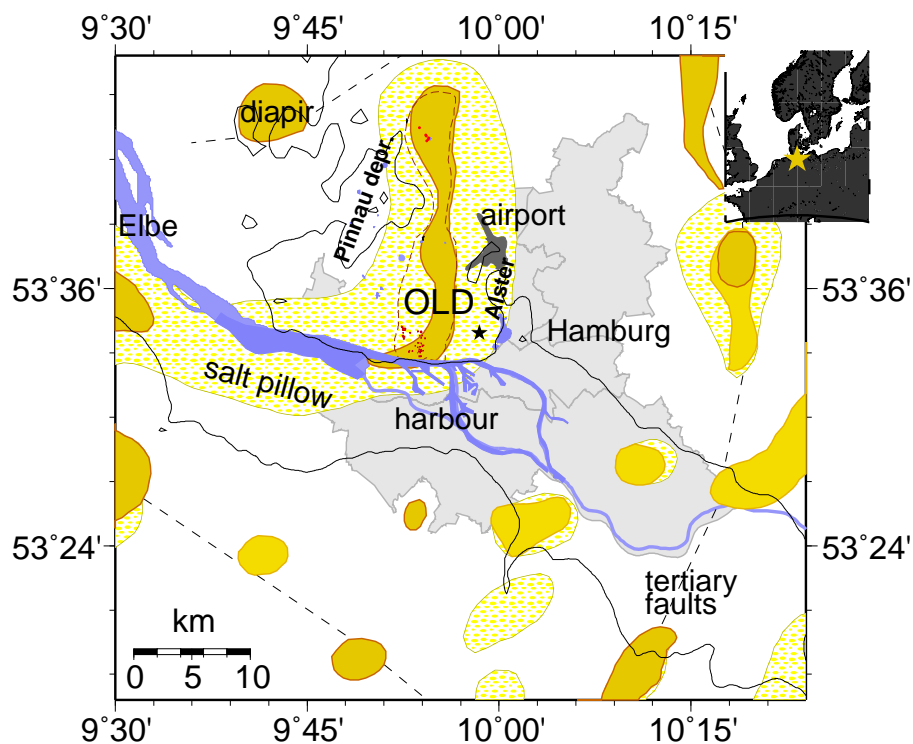 9˚30' 9˚45' 10˚00' 10˚15'
diapir
Pinnau depr.
Elbe
airport
53˚36' 53˚36'
OLD
Alster
Hamburg
salt pillow
harbour
53˚24' 53˚24'
tertiary
faults
km
0 5 10
9˚30' 9˚45' 10˚00' 10˚15'